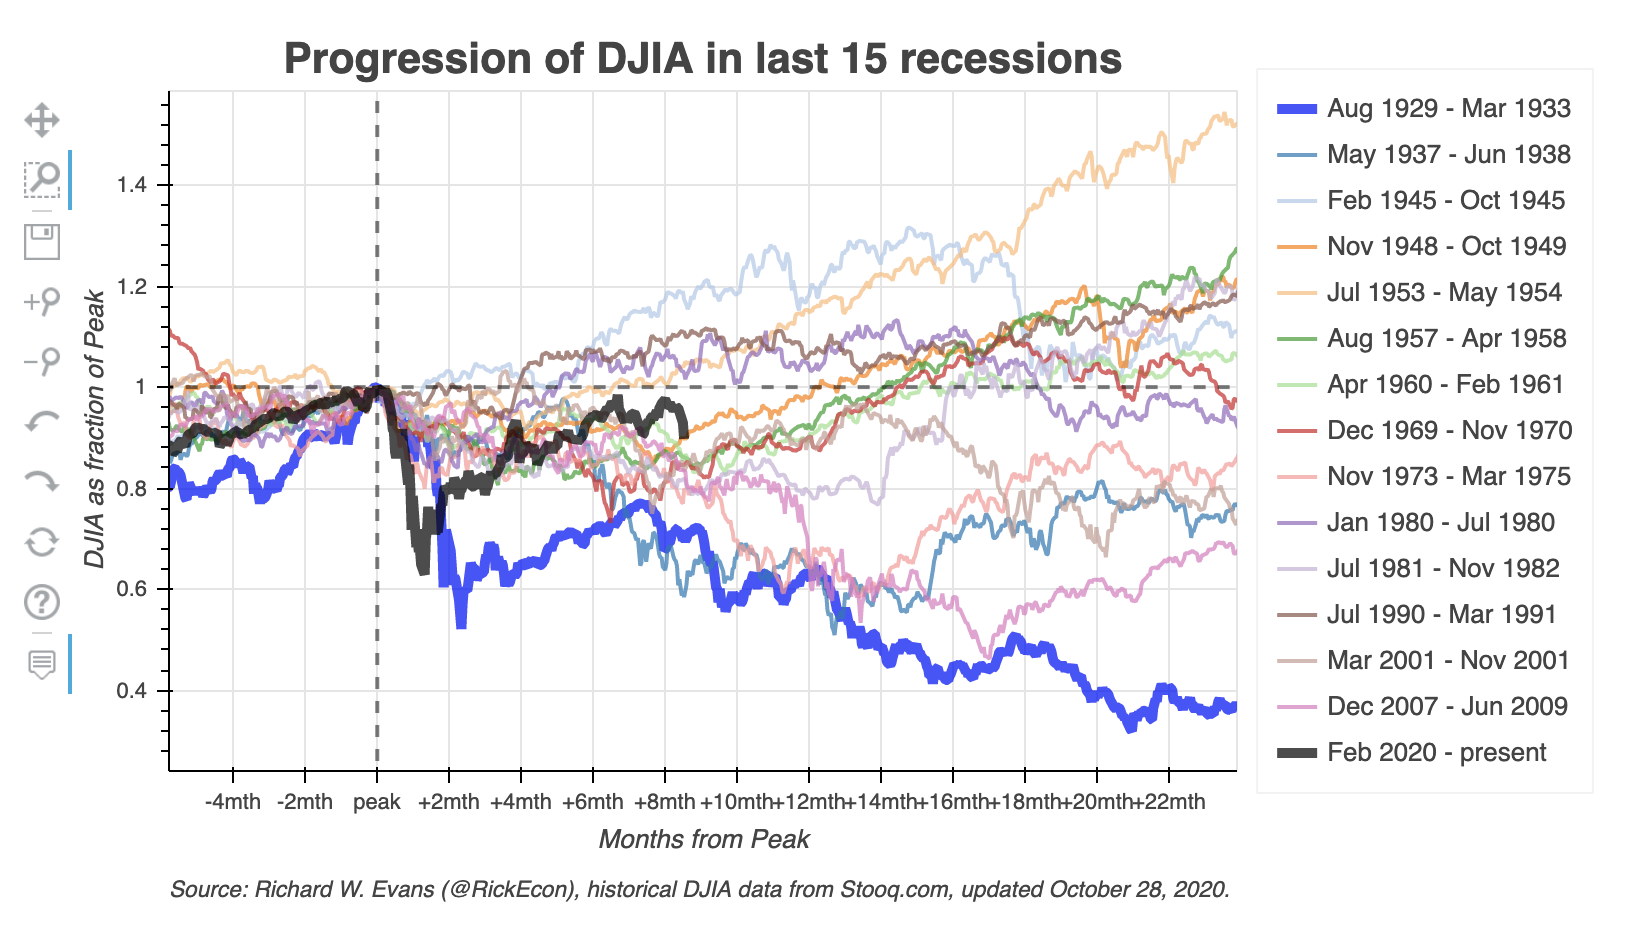 Progression of DJIA in last 15 recessions
DJIA as fraction of Peak
1.4
1.2
1
0.8
0.6
0.4
-4mth -2mth peak +2mth +4mth +6mth +8mth +10mth +12mth +14mth +16mth +18mth +20mth +22mth
Months from Peak
Aug 1929 - Mar 1933
May 1937 - Jun 1938
Feb 1945 - Oct 1945
Nov 1948 - Oct 1949
Jul 1953 - May 1954
Aug 1957 - Apr 1958
Apr 1960 - Feb 1961
Dec 1969 - Nov 1970
Nov 1973 - Mar 1975
Jan 1980 - Jul 1980
Jul 1981 - Nov 1982
Jul 1990 - Mar 1991
Mar 2001 - Nov 2001
Dec 2007 - Jun 2009
Feb 2020 - present
Source: Richard W. Evans (@RickEcon), historical DJIA data from Stooq.com, updated October 28, 2020.